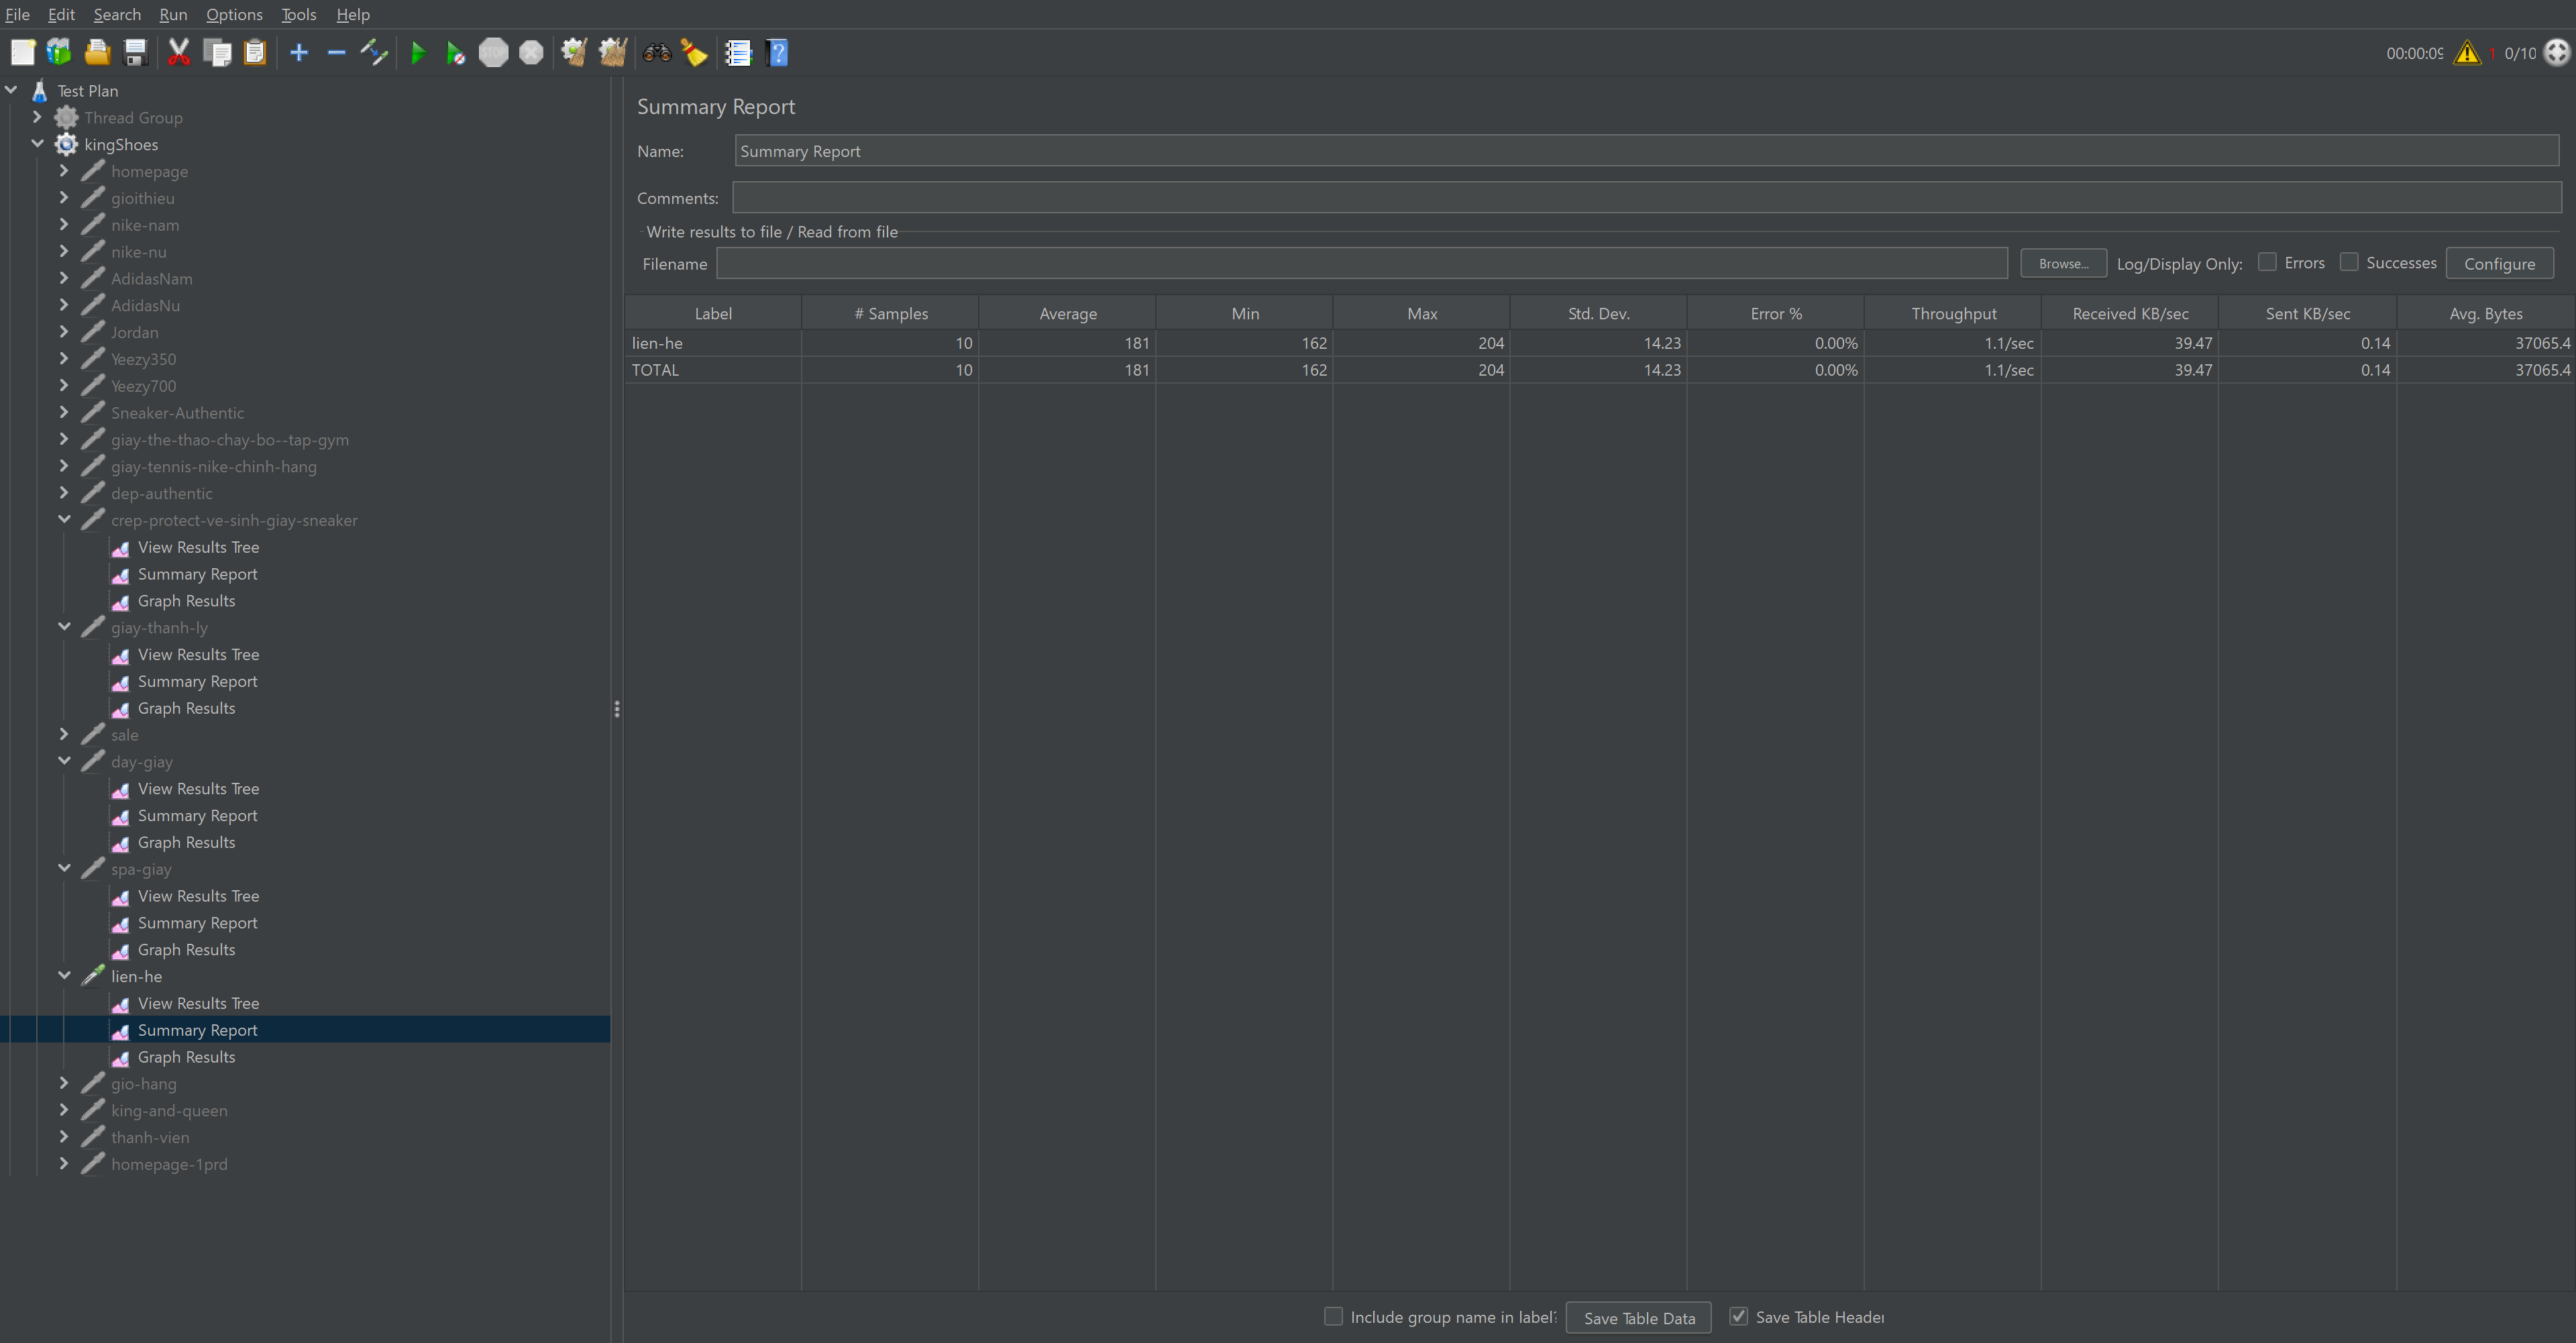 File Edit Search Run Options Tools Help
00:00:09 1 0/10
Test Plan
Thread Group
kingShoes
homepage
gioithieu
nike-nam
nike-nu
AdidasNam
AdidasNu
Jordan
Yeezy350
Yeezy700
Sneaker-Authentic
giay-the-thao-chay-bo--tap-gym
giay-tennis-nike-chinh-hang
dep-authentic
crep-protect-ve-sinh-giay-sneaker
View Results Tree
Summary Report
Graph Results
giay-thanh-ly
View Results Tree
Summary Report
Graph Results
sale
day-giay
View Results Tree
Summary Report
Graph Results
spa-giay
View Results Tree
Summary Report
Graph Results
lien-he
View Results Tree
Summary Report
Graph Results
gio-hang
king-and-queen
thanh-vien
homepage-1prd
Summary Report
Name: Summary Report
Comments:
Write results to file / Read from file
Filename Browse... Log/Display Only: Errors Successes Configure
Label # Samples Average Min Max Std. Dev. Error % Throughput Received KB/sec Sent KB/sec Avg. Bytes
lien-he 10 181 162 204 14.23 0.00% 1.1/sec 39.47 0.14 37065.4
TOTAL 10 181 162 204 14.23 0.00% 1.1/sec 39.47 0.14 37065.4
Include group name in label? Save Table Data Save Table Header